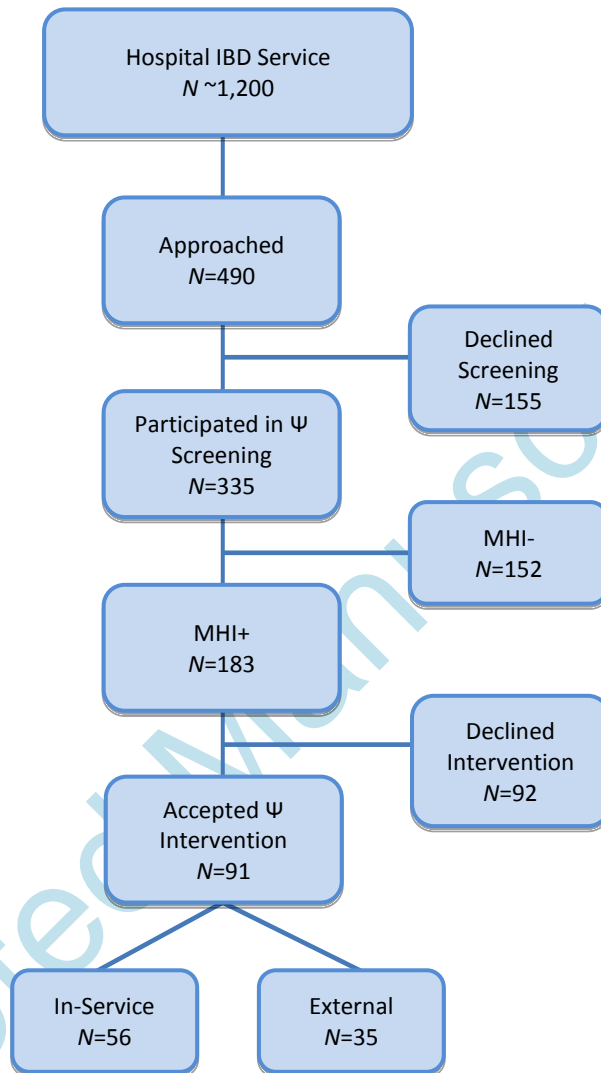 Hospital IBD Service
N ~1,200
Approached
N=490
Declined
Screening
N=155
Participated in Ψ
Screening
N=335
MHI-
N=152
MHI+
N=183
Declined
Intervention
N=92
Accepted Ψ
Intervention
N=91
In-Service
N=56
External
N=35